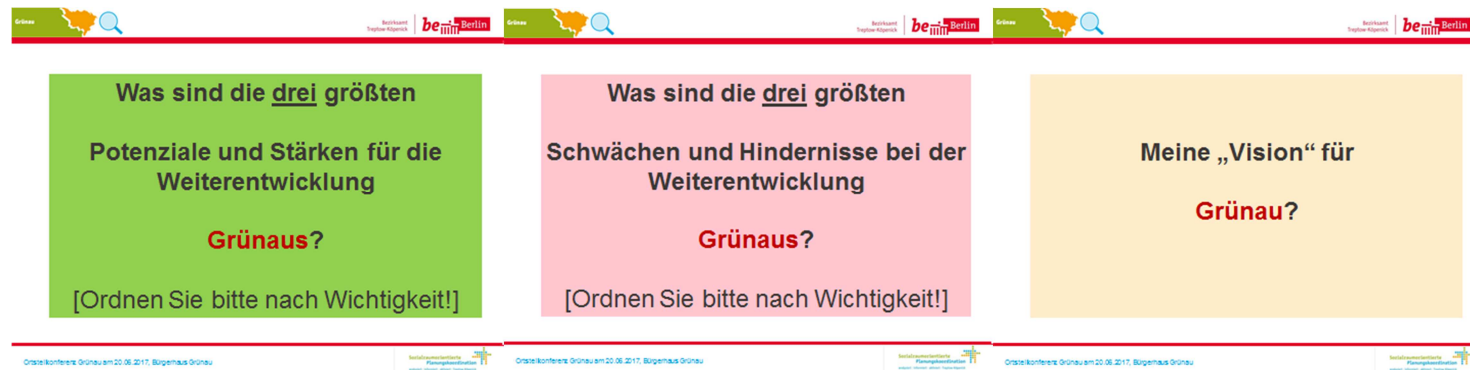 Grünau
Bezirksamt
Treptow-Köpenick
be Berlin
Was sind die drei größten
Potenziale und Stärken für die
Weiterentwicklung
Grünaus?
[Ordnen Sie bitte nach Wichtigkeit!]
Ortsteilkonferenz Grünau am 20.06.2017, Bürgerhaus Grünau
Sozialraumorientierte
Planungskoordination
Grünau
Bezirksamt
Treptow-Köpenick
be Berlin
Was sind die drei größten
Schwächen und Hindernisse bei der
Weiterentwicklung
Grünaus?
[Ordnen Sie bitte nach Wichtigkeit!]
Ortsteilkonferenz Grünau am 20.06.2017, Bürgerhaus Grünau
Sozialraumorientierte
Planungskoordination
Grünau
Bezirksamt
Treptow-Köpenick
be Berlin
Meine „Vision“ für
Grünau?
Ortsteilkonferenz Grünau am 20.06.2017, Bürgerhaus Grünau
Sozialraumorientierte
Planungskoordination